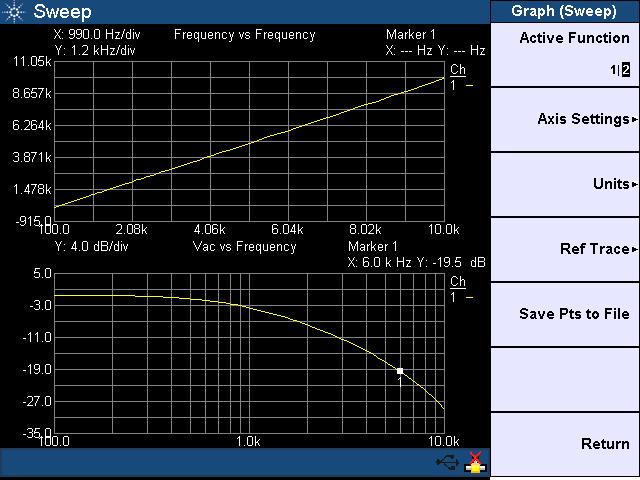 Sweep
Graph (Sweep)
X: 990.0 Hz/div Frequency vs Frequency Marker 1
Y: 1.2 kHz/div X: --- Hz Y: --- Hz
11.05k
8.657k
6.264k
3.871k
1.478k
-915.0
Ch
1
100.0 2.08k 4.06k 6.04k 8.02k 10.0k
Y: 4.0 dB/div Vac vs Frequency Marker 1
X: 6.0 k Hz Y: -19.5 dB
5.0
-3.0
-11.0
-19.0
-27.0
-35.0
Ch
1
1
100.0 1.0k 10.0k
Active Function
1|2
Axis Settings
Units
Ref Trace
Save Pts to File
Return